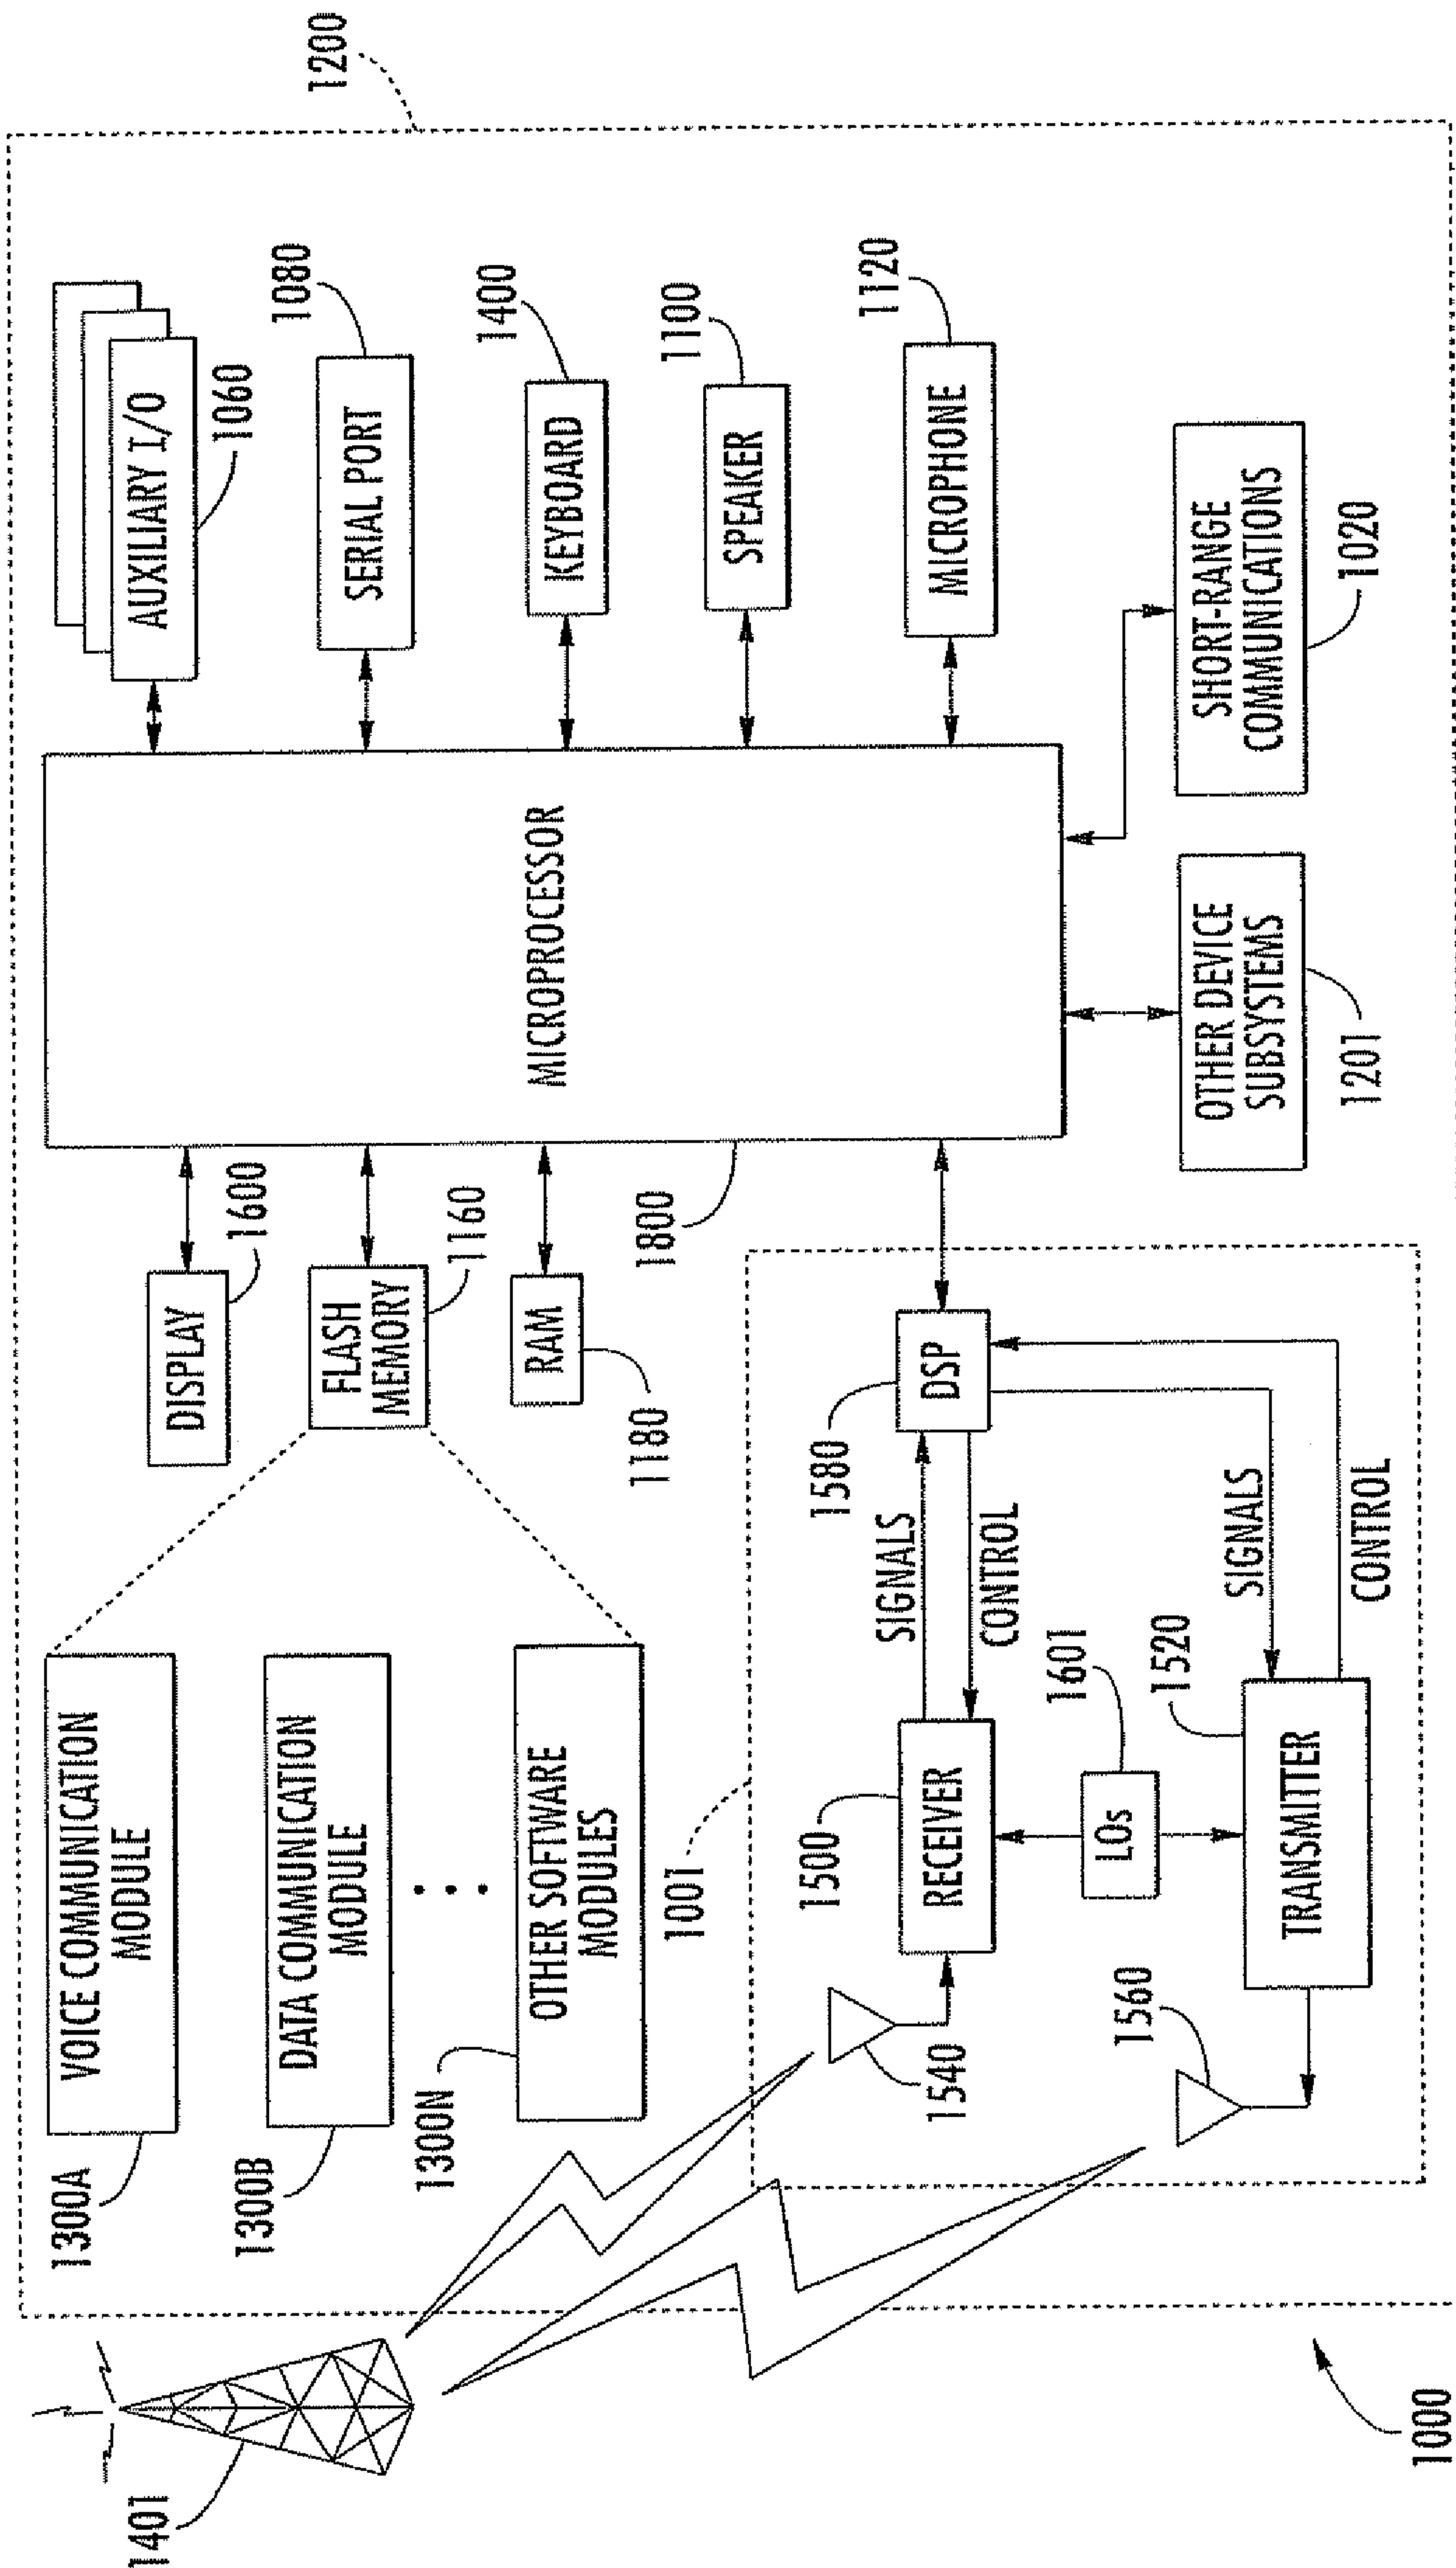 1200
AUXILIARY I/O
1060
SERIAL PORT
1080
KEYBOARD
1400
SPEAKER
1100
MICROPHONE
1120
SHORT-RANGE
COMMUNICATIONS
1020
MICROPROCESSOR
1800
OTHER DEVICE
SUBSYSTEMS
1201
DISPLAY
1600
FLASH
MEMORY
1160
RAM
1180
VOICE COMMUNICATION
MODULE
1300A
DATA COMMUNICATION
MODULE
1300B
OTHER SOFTWARE
MODULES
1300N
1001
DSP
1580
SIGNALS
CONTROL
SIGNALS
CONTROL
RECEIVER
1500
LOs
1601
TRANSMITTER
1520
1540
1560
1401
1000